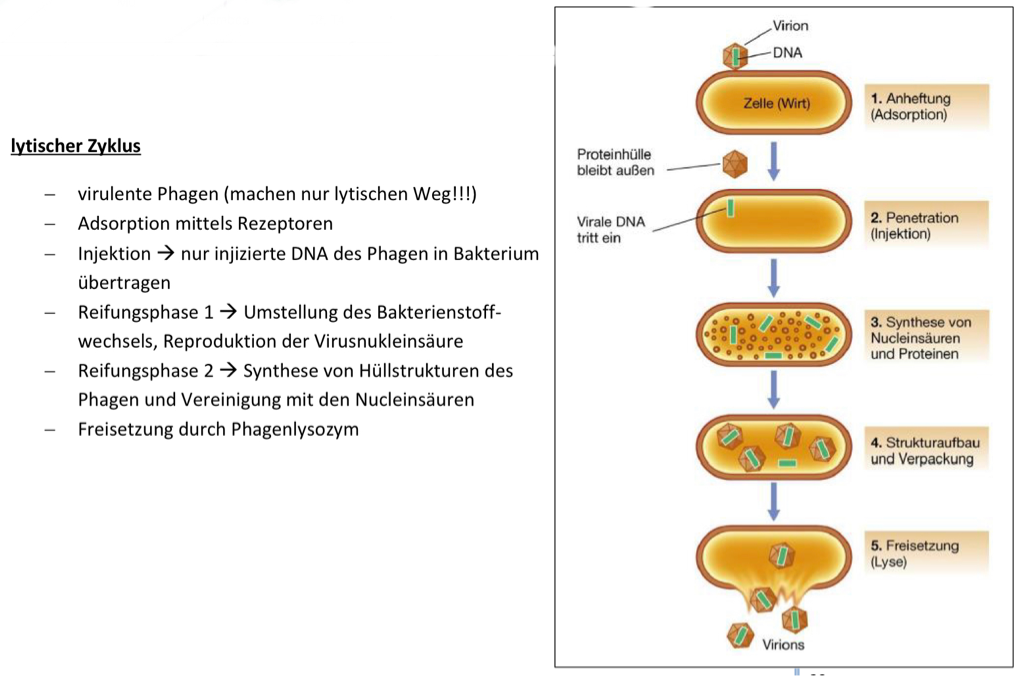 lytischer Zyklus
– virulente Phagen (machen nur lytischen Weg!!!)
– Adsorption mittels Rezeptoren
– Injektion → nur injizierte DNA des Phagen in Bakterium
übertragen
– Reifungsphase 1 → Umstellung des Bakterienstoff-
wechsels, Reproduktion der Virusnukleinsäure
– Reifungsphase 2 → Synthese von Hüllstrukturen des
Phagen und Vereinigung mit den Nucleinsäuren
– Freisetzung durch Phagenlysozym
Virion
DNA
Zelle (Wirt)
1. Anheftung
(Adsorption)
Proteinhülle
bleibt außen
Virale DNA
tritt ein
2. Penetration
(Injektion)
3. Synthese von
Nucleinsäuren
und Proteinen
4. Strukturaufbau
und Verpackung
5. Freisetzung
(Lyse)
Virions